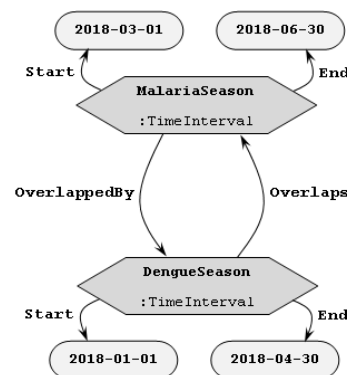 2018-03-01
2018-06-30
Start
End
MalariaSeason
:TimeInterval
OverlappedBy
Overlaps
DengueSeason
:TimeInterval
Start
End
2018-01-01
2018-04-30